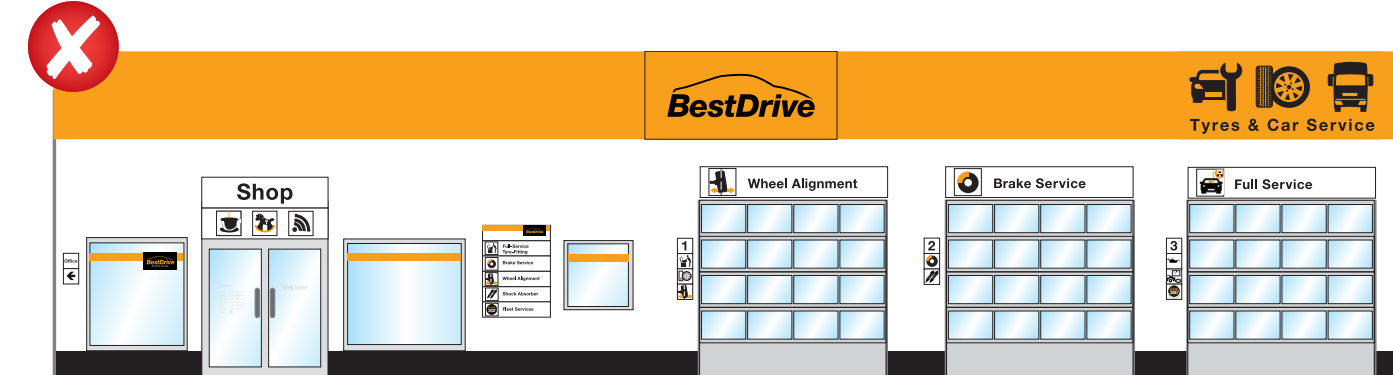 BestDrive
Tyres & Car Service
Shop
Wheel Alignment
Brake Service
Full Service
Office
BestDrive
Welcome
Full-Service
Tyre-Fitting
Brake Service
Wheel Alignment
Shock Absorber
Fleet Services
1
2
3